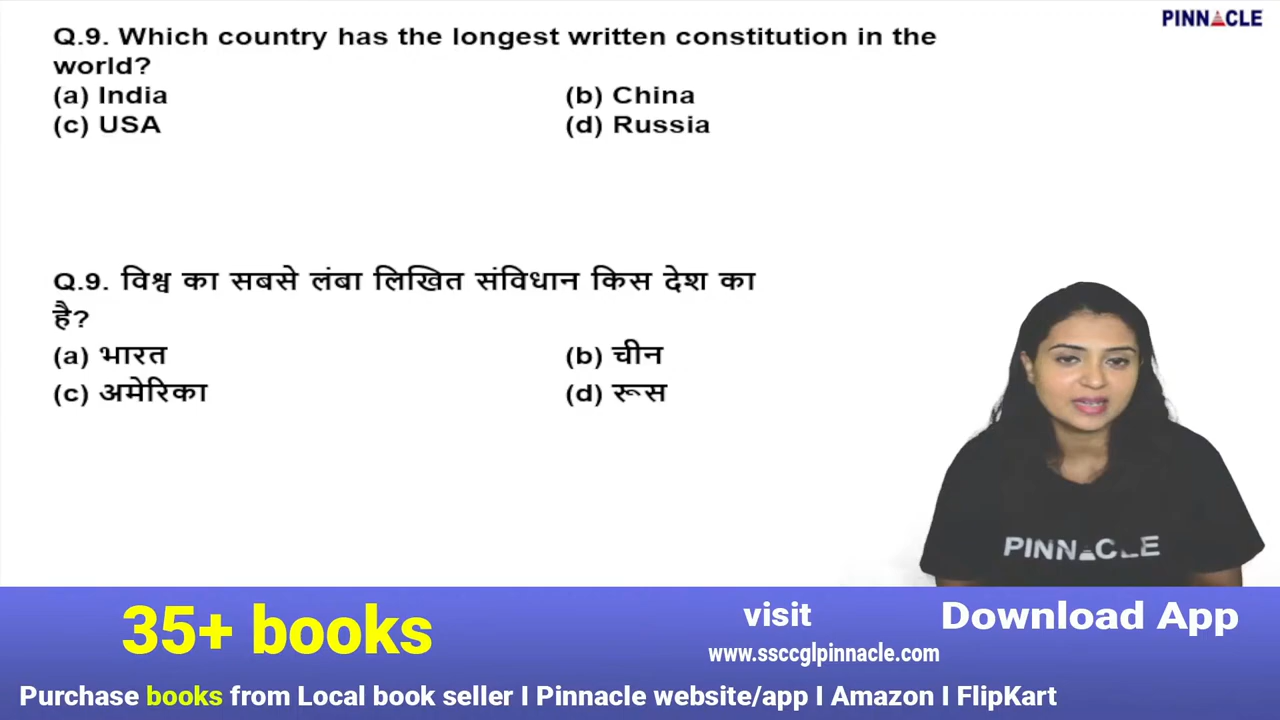 PINNACLE
Q.9. Which country has the longest written constitution in the
world?
(a) India (b) China
(c) USA (d) Russia
Q.9. विश्व का सबसे लंबा लिखित संविधान किस देश का
है?
(a) भारत (b) चीन
(c) अमेरिका (d) रूस
PINNACLE
35+ books visit Download App
www.ssccglpinnacle.com
Purchase books from Local book seller I Pinnacle website/app I Amazon I FlipKart